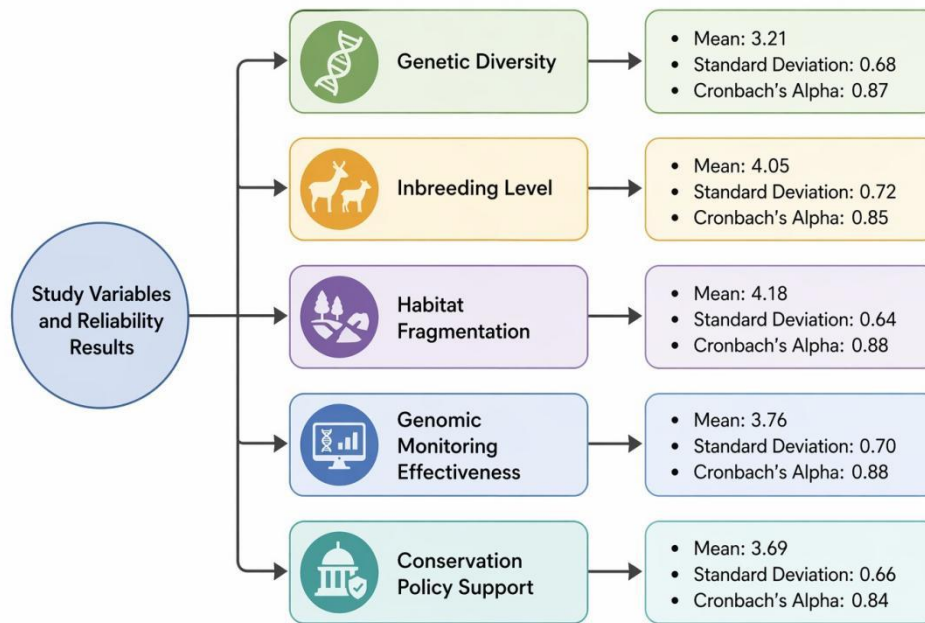 Study Variables
and Reliability
Results
Genetic Diversity
• Mean: 3.21
• Standard Deviation: 0.68
• Cronbach's Alpha: 0.87
Inbreeding Level
• Mean: 4.05
• Standard Deviation: 0.72
• Cronbach's Alpha: 0.85
Habitat
Fragmentation
• Mean: 4.18
• Standard Deviation: 0.64
• Cronbach's Alpha: 0.88
Genomic
Monitoring
Effectiveness
• Mean: 3.76
• Standard Deviation: 0.70
• Cronbach's Alpha: 0.88
Conservation
Policy Support
• Mean: 3.69
• Standard Deviation: 0.66
• Cronbach's Alpha: 0.84